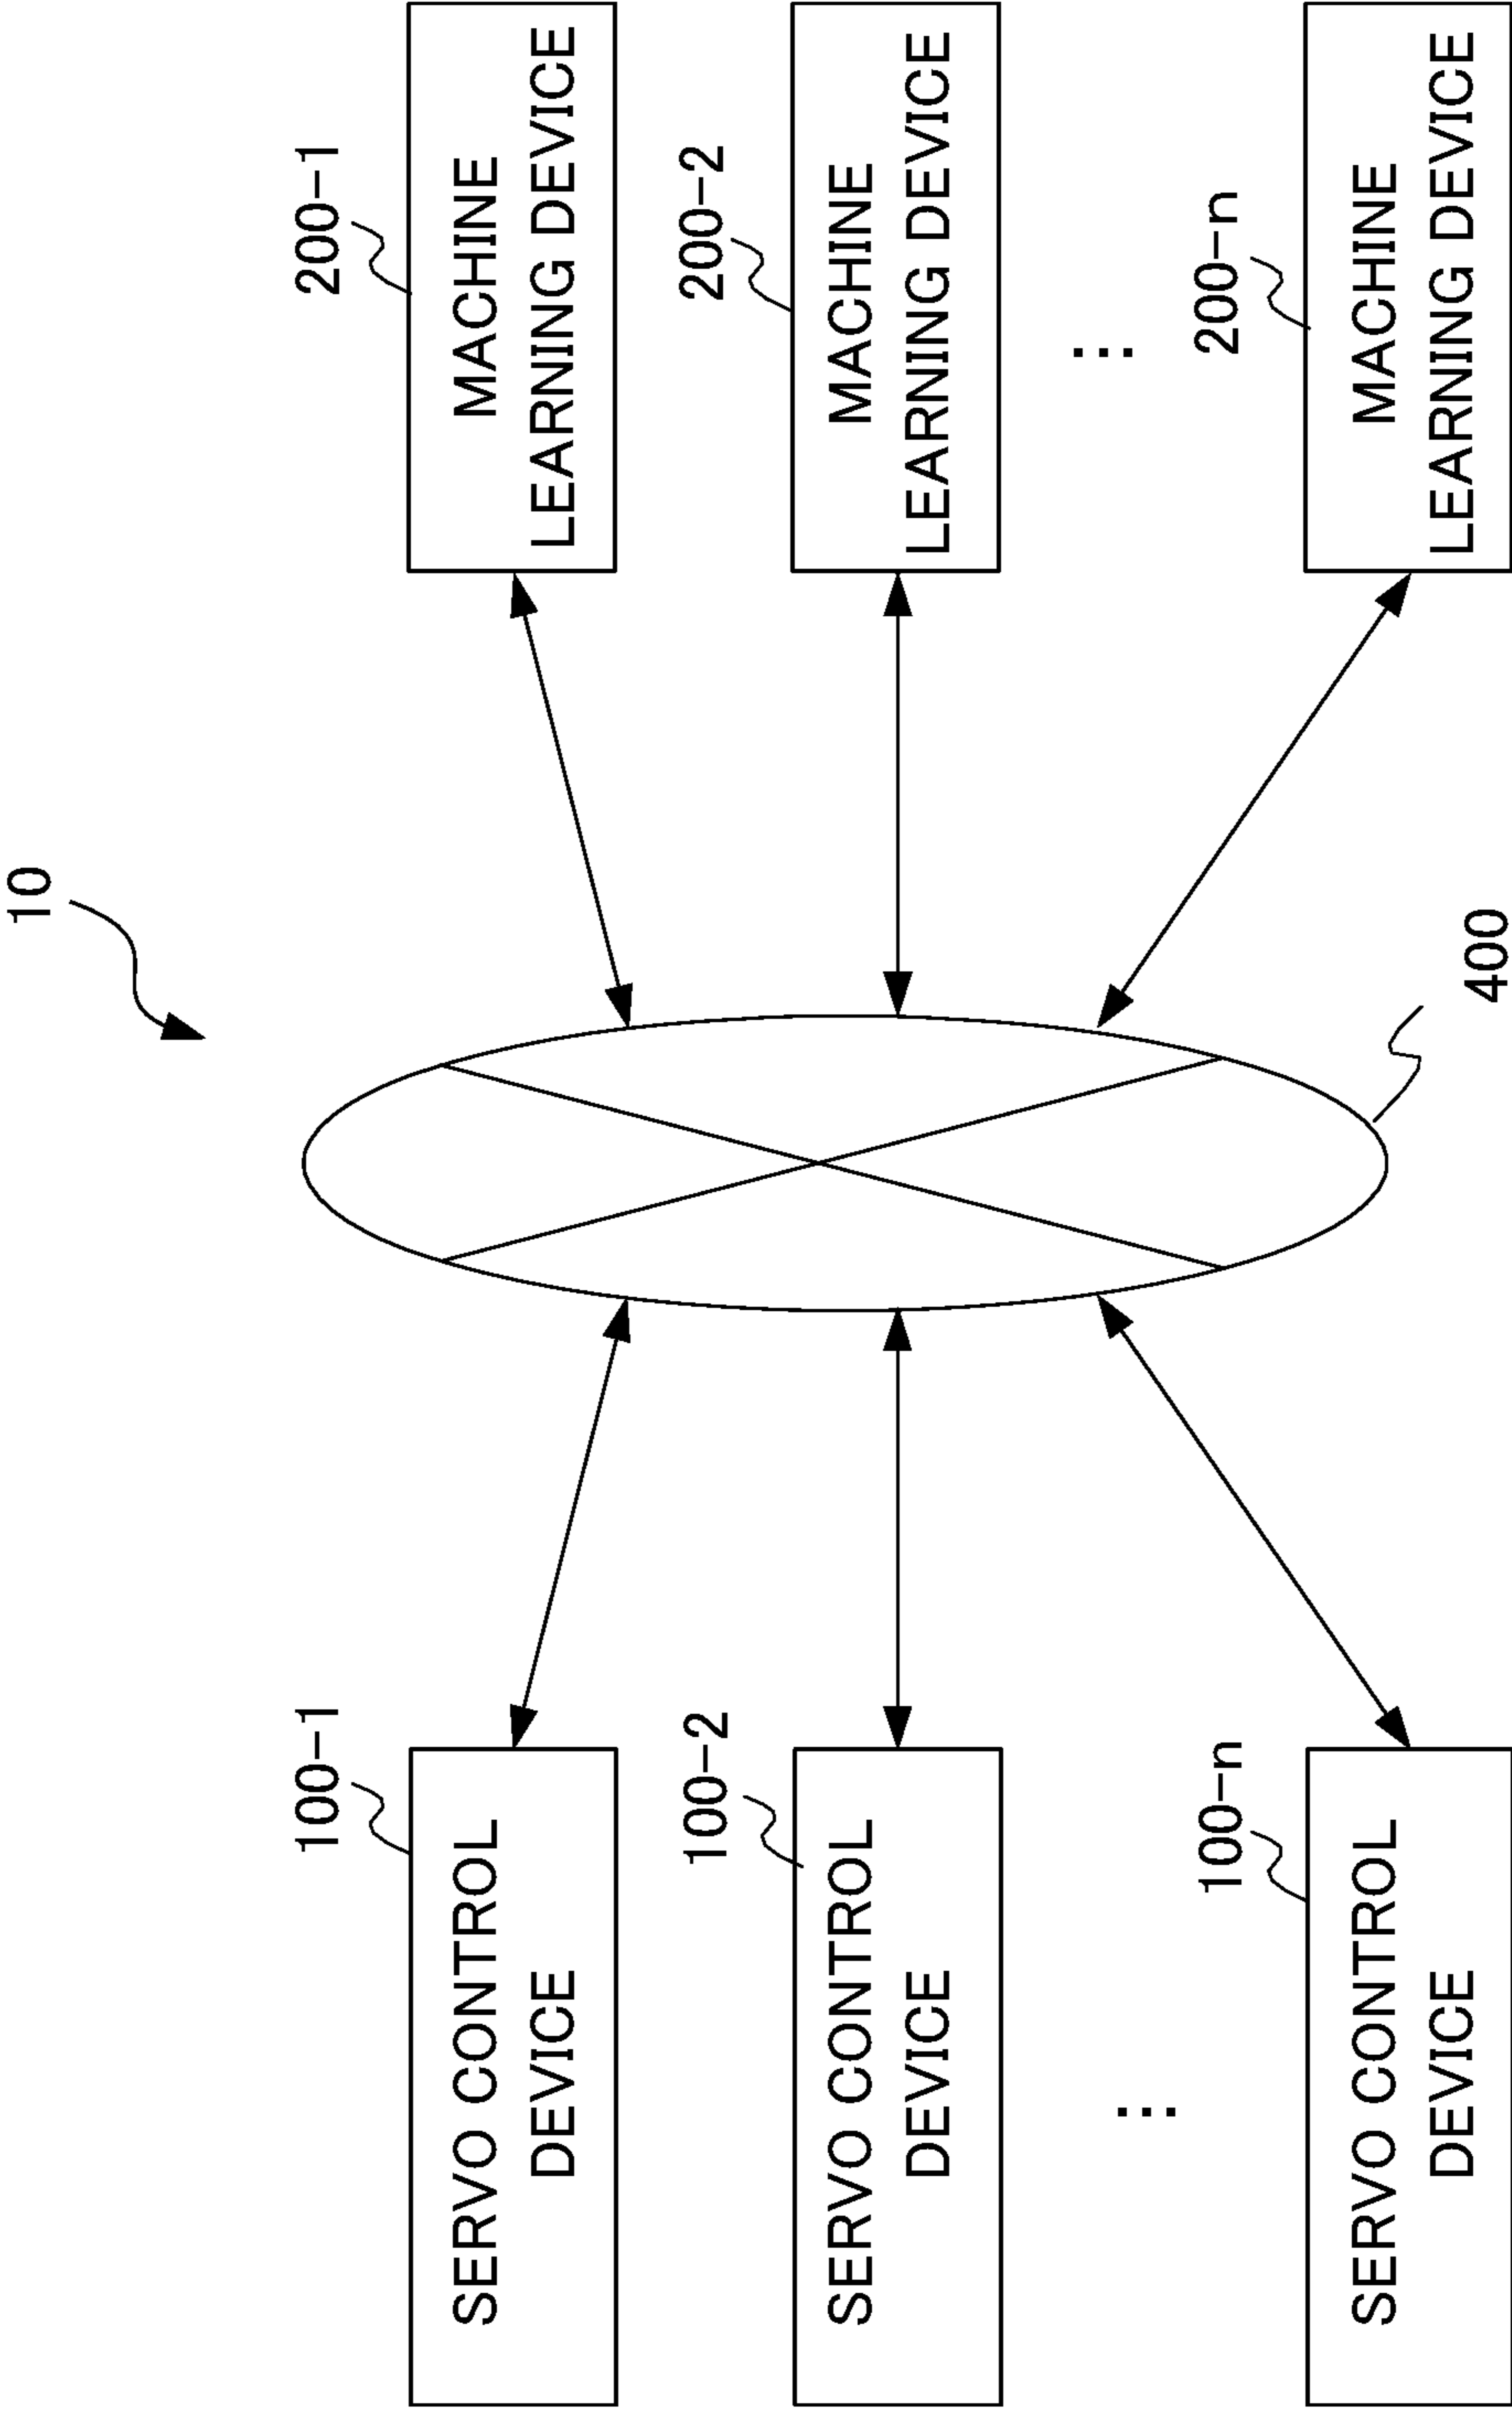 10
100-1
SERVO CONTROL
DEVICE
100-2
SERVO CONTROL
DEVICE
...
100-n
SERVO CONTROL
DEVICE
400
200-1
MACHINE
LEARNING DEVICE
200-2
MACHINE
LEARNING DEVICE
...
200-n
MACHINE
LEARNING DEVICE